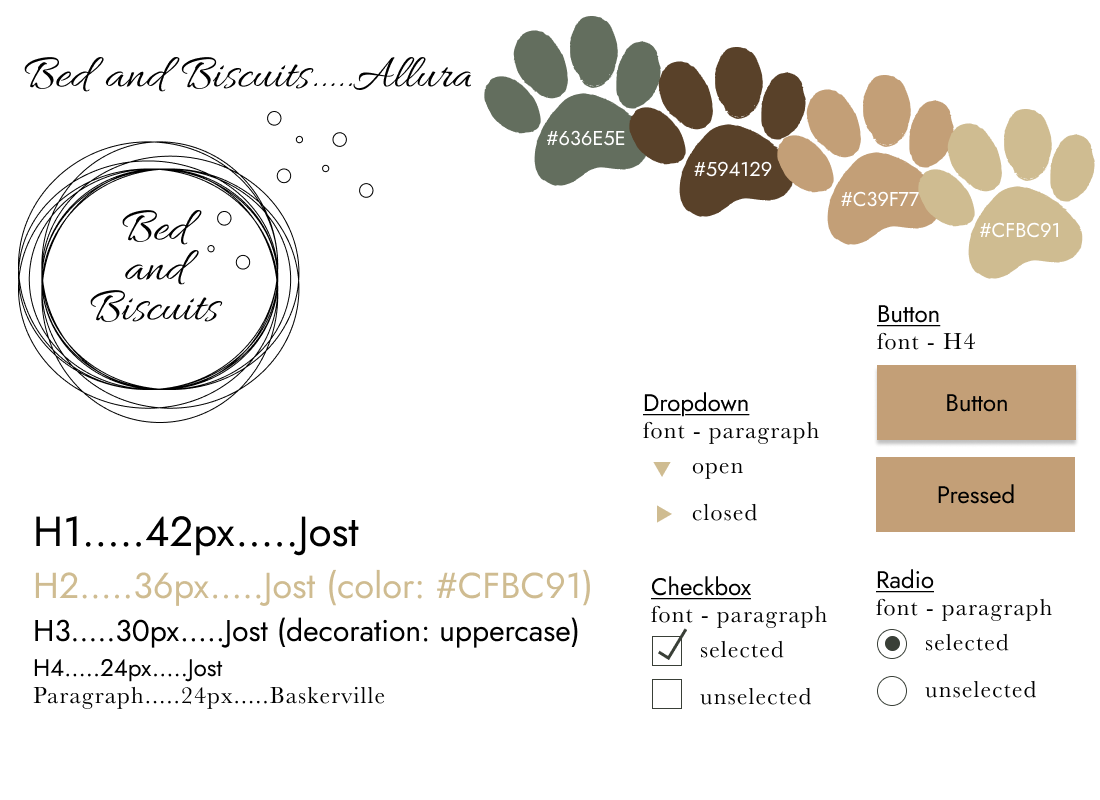 Bed and Biscuits.....Allura
#636E5E
#594129
#C39F77
#CFBC91
Bed
and
Biscuits
Button
font - H4
Button
Pressed
Dropdown
font - paragraph
open
closed
H1.....42px.....Jost
H2.....36px.....Jost (color: #CFBC91)
H3.....30px.....Jost (decoration: uppercase)
H4.....24px.....Jost
Paragraph.....24px.....Baskerville
Checkbox
font - paragraph
selected
unselected
Radio
font - paragraph
selected
unselected